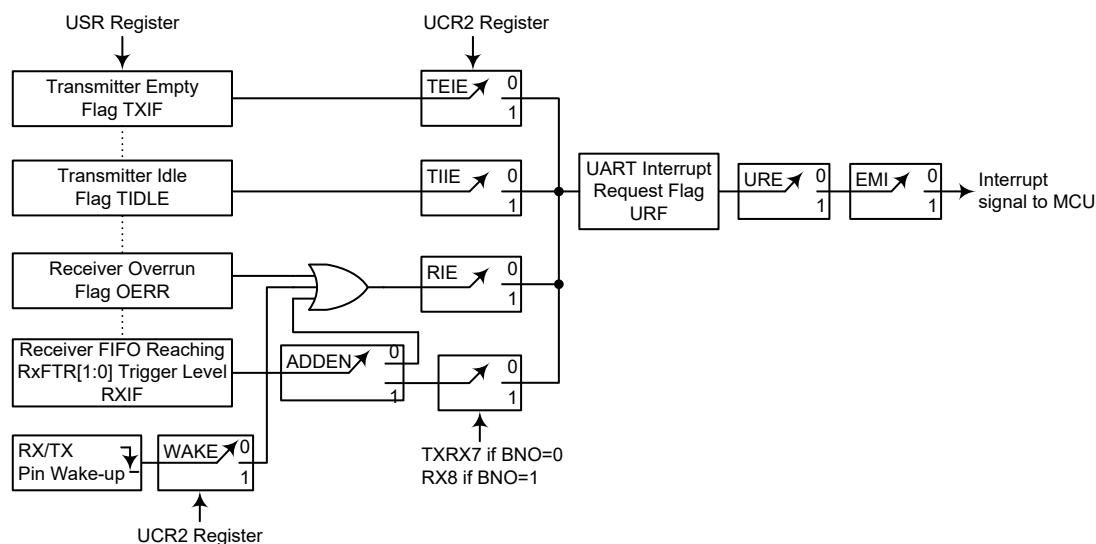 USR Register
UCR2 Register
Transmitter Empty
Flag TXIF
TEIE
0
1
Transmitter Idle
Flag TIDLE
TIIE
0
1
UART Interrupt
Request Flag
URF
URE
0
1
EMI
0
1
Interrupt
signal to MCU
Receiver Overrun
Flag OERR
RIE
0
1
Receiver FIFO Reaching
RxFTR[1:0] Trigger Level
RXIF
ADDEN
0
1
0
1
RX/TX
Pin Wake-up
WAKE
0
1
TXRX7 if BNO=0
RX8 if BNO=1
UCR2 Register